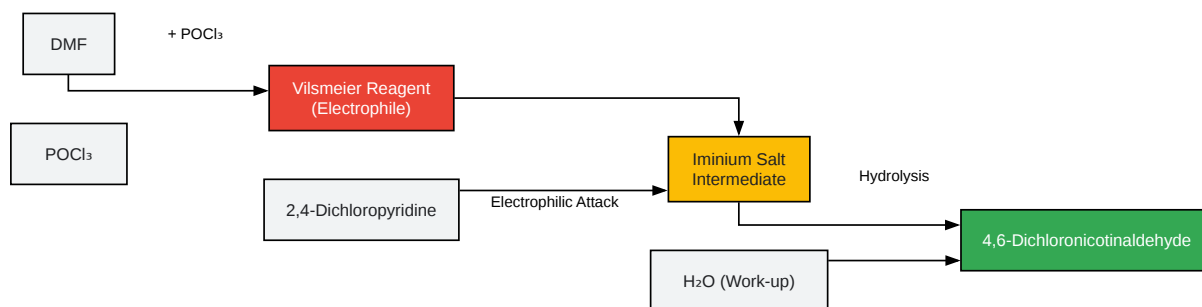 DMF
+ POCl₃
Vilsmeier Reagent
(Electrophile)
POCl₃
Iminium Salt
Intermediate
Hydrolysis
2,4-Dichloropyridine
Electrophilic Attack
4,6-Dichloronicotinaldehyde
H₂O (Work-up)